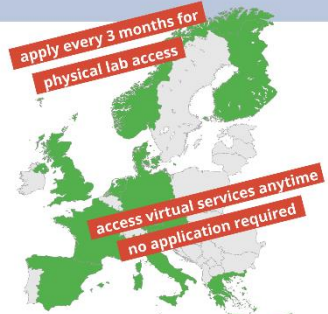 apply every 3 months for
physical lab access
access virtual services anytime
no application required